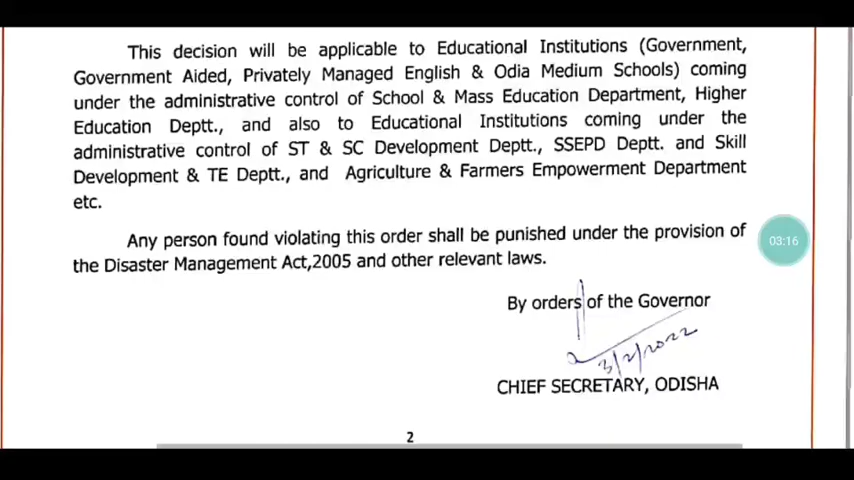 This decision will be applicable to Educational Institutions (Government,
Government Aided, Privately Managed English & Odia Medium Schools) coming
under the administrative control of School & Mass Education Department, Higher
Education Deptt., and also to Educational Institutions coming under the
administrative control of ST & SC Development Deptt., SSEPD Deptt. and Skill
Development & TE Deptt., and Agriculture & Farmers Empowerment Department
etc.
Any person found violating this order shall be punished under the provision of
the Disaster Management Act,2005 and other relevant laws.
03:16
By orders of the Governor
3/2/2022
CHIEF SECRETARY, ODISHA
2